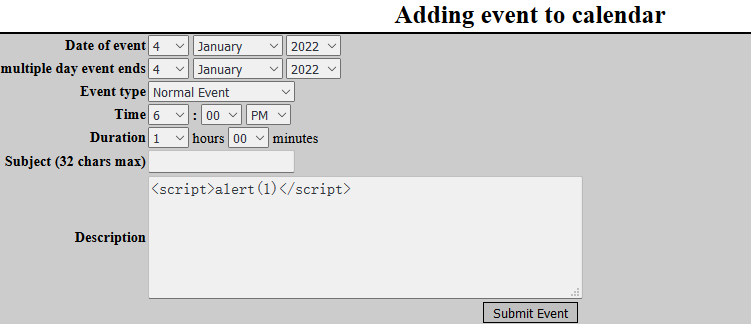 Adding event to calendar
Date of event 4 January 2022
multiple day event ends 4 January 2022
Event type Normal Event
Time 6 : 00 PM
Duration 1 hours 00 minutes
Subject (32 chars max)
<script>alert(1)</script>
Description
Submit Event